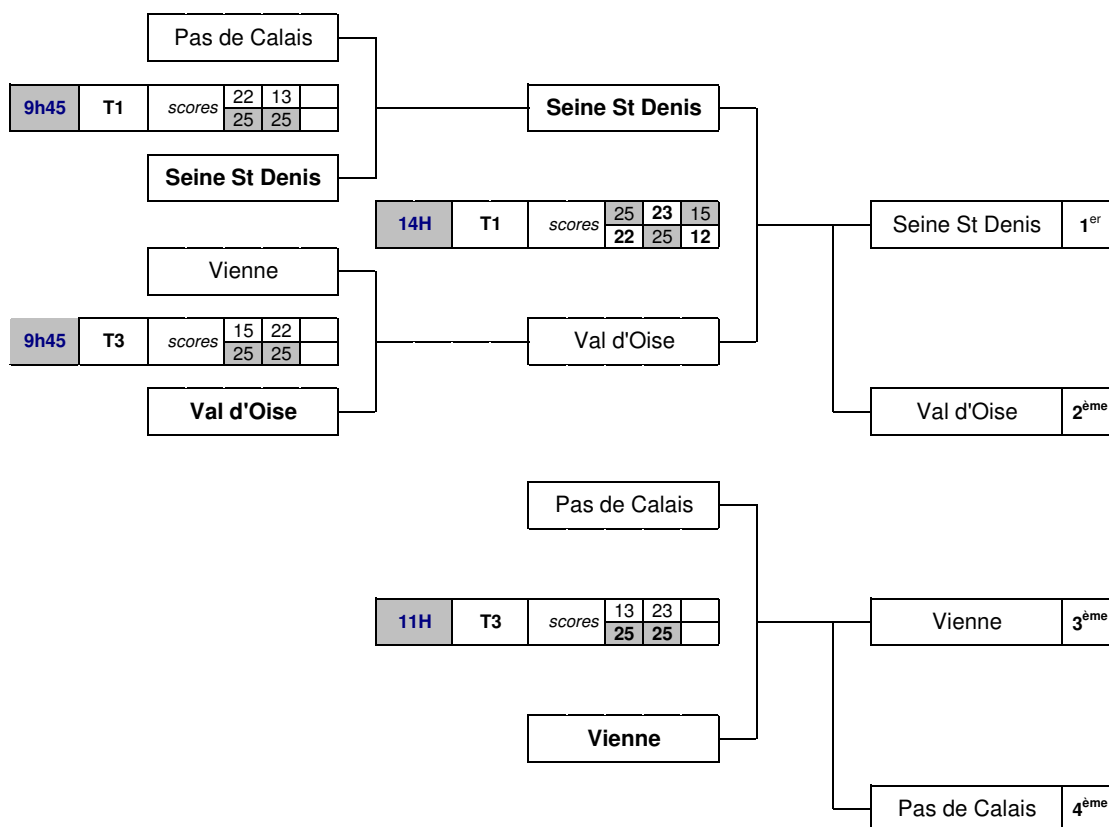 Pas de Calais
9h45 T1 scores 22 13
25 25
Seine St Denis
Seine St Denis
14H T1 scores 25 23 15
22 25 12
Seine St Denis 1er
Vienne
9h45 T3 scores 15 22
25 25
Val d'Oise
Val d'Oise
Val d'Oise 2ème
Pas de Calais
11H T3 scores 13 23
25 25
Vienne 3ème
Vienne
Pas de Calais 4ème